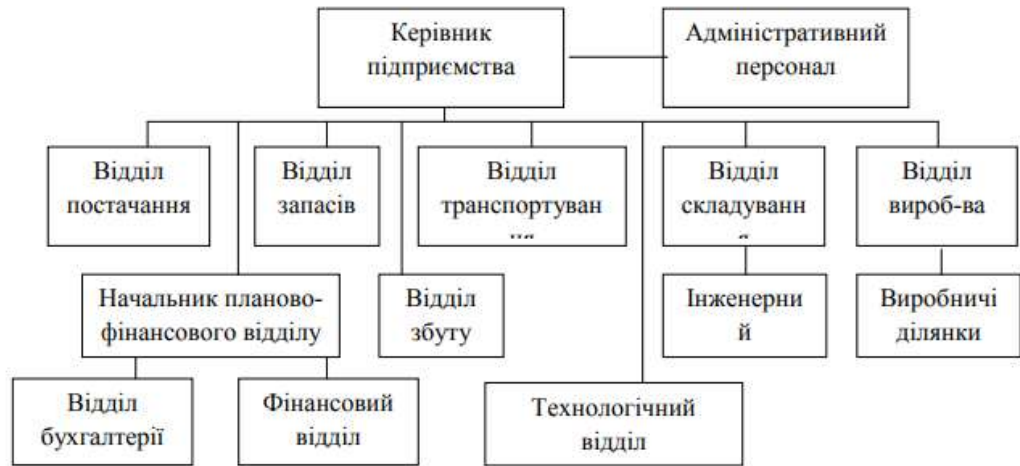 Керівник
підприємства
Адміністративний
персонал
Відділ
постачання
Відділ
запасів
Відділ
транспортуван
Відділ
складуванн
Відділ
вироб-ва
Начальник планово-
фінансового відділу
Відділ
збуту
Інженерни
й
Виробничі
ділянки
Відділ
бухгалтерії
Фінансовий
відділ
Технологічний
відділ